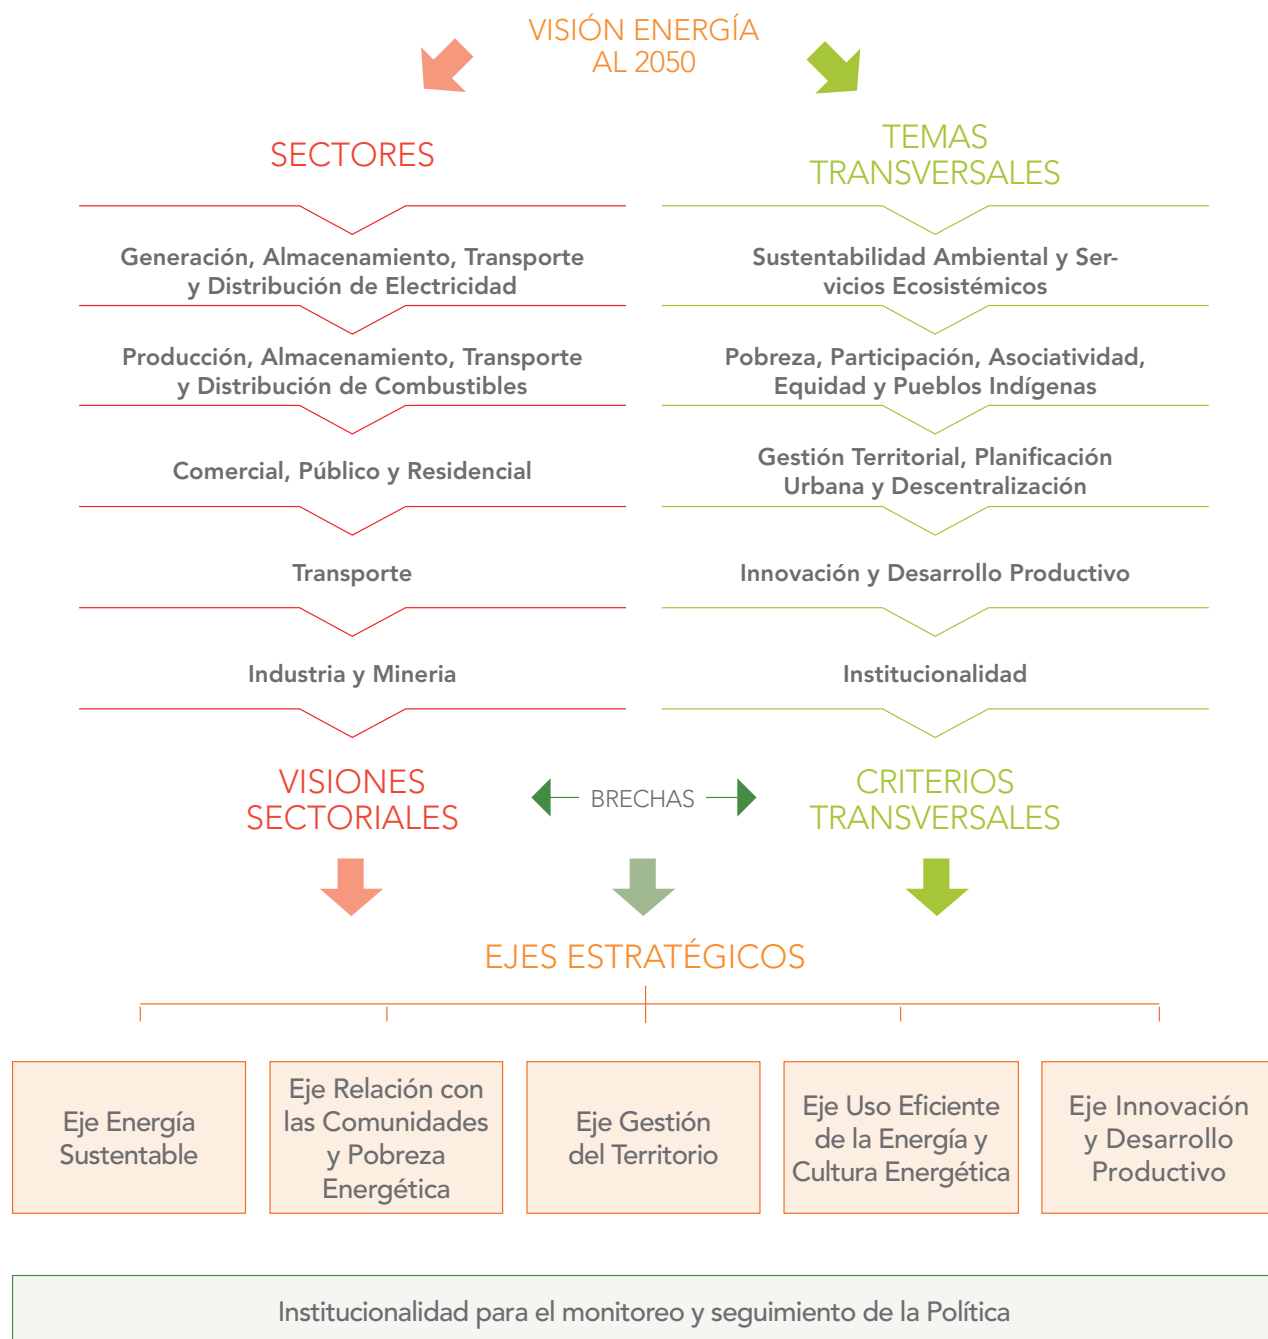 VISIÓN ENERGÍA
AL 2050
SECTORES
Generación, Almacenamiento, Transporte
y Distribución de Electricidad
Producción, Almacenamiento, Transporte
y Distribución de Combustibles
Comercial, Público y Residencial
Transporte
Industria y Mineria
VISIONES
SECTORIALES
TEMAS
TRANSVERSALES
Sustentabilidad Ambiental y Ser-
vicios Ecosistémicos
Pobreza, Participación, Asociatividad,
Equidad y Pueblos Indígenas
Gestión Territorial, Planificación
Urbana y Descentralización
Innovación y Desarrollo Productivo
Institucionalidad
CRITERIOS
TRANSVERSALES
BRECHAS
EJES ESTRATÉGICOS
Eje Energía
Sustentable
Eje Relación con
las Comunidades
y Pobreza
Energética
Eje Gestión
del Territorio
Eje Uso Eficiente
de la Energía y
Cultura Energética
Eje Innovación
y Desarrollo
Productivo
Institucionalidad para el monitoreo y seguimiento de la Política